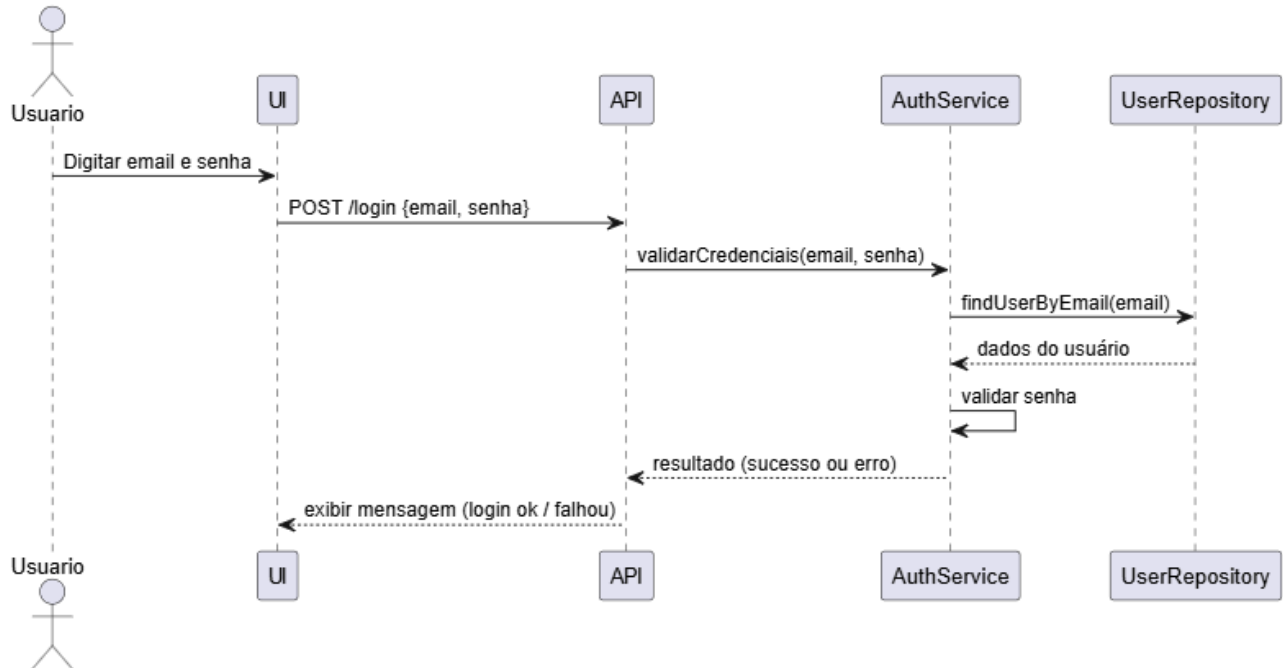 Usuario
UI
API
AuthService
UserRepository
Digitar email e senha
POST /login {email, senha}
validarCredenciais(email, senha)
findUserByEmail(email)
dados do usuário
validar senha
resultado (sucesso ou erro)
exibir mensagem (login ok / falhou)
Usuario
UI
API
AuthService
UserRepository